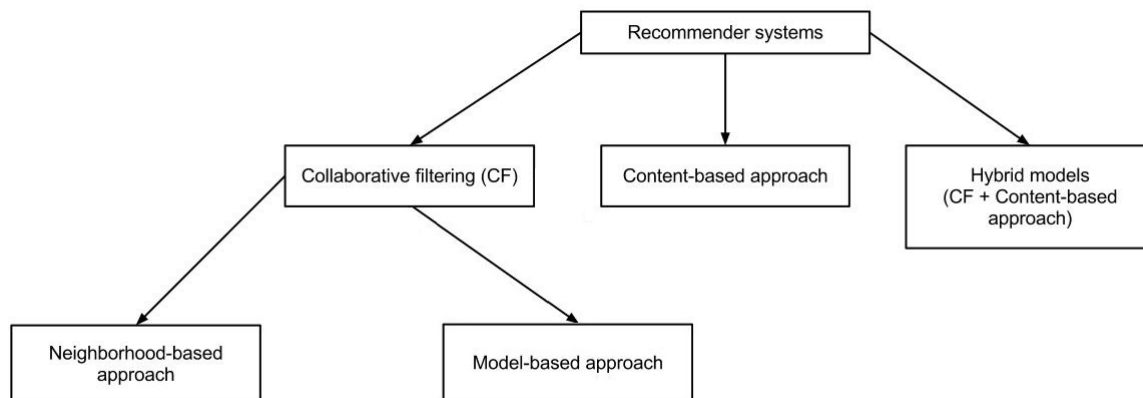 Recommender systems
Collaborative filtering (CF)
Content-based approach
Hybrid models
(CF + Content-based
approach)
Neighborhood-based
approach
Model-based approach